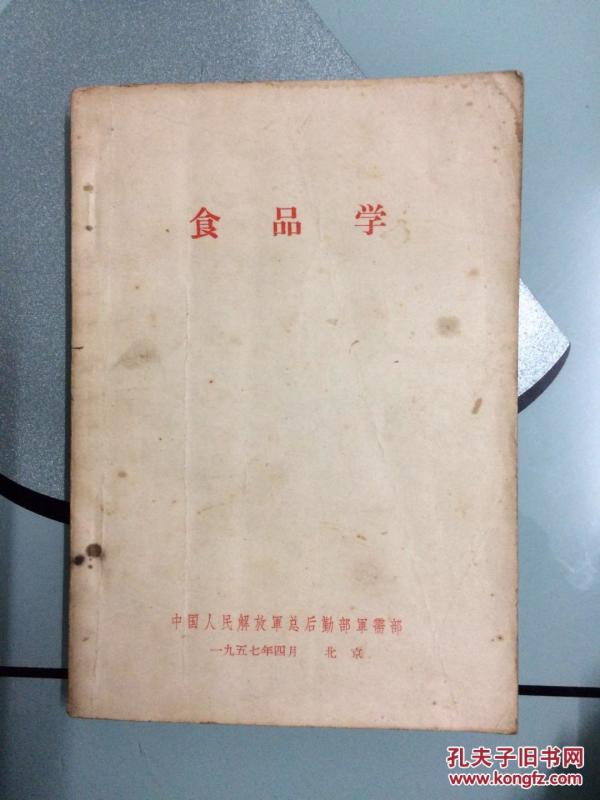 食品学
中国人民解放軍总后勤部軍需部
一九五七年四月 北京
孔夫子旧书网
www.kongfz.com